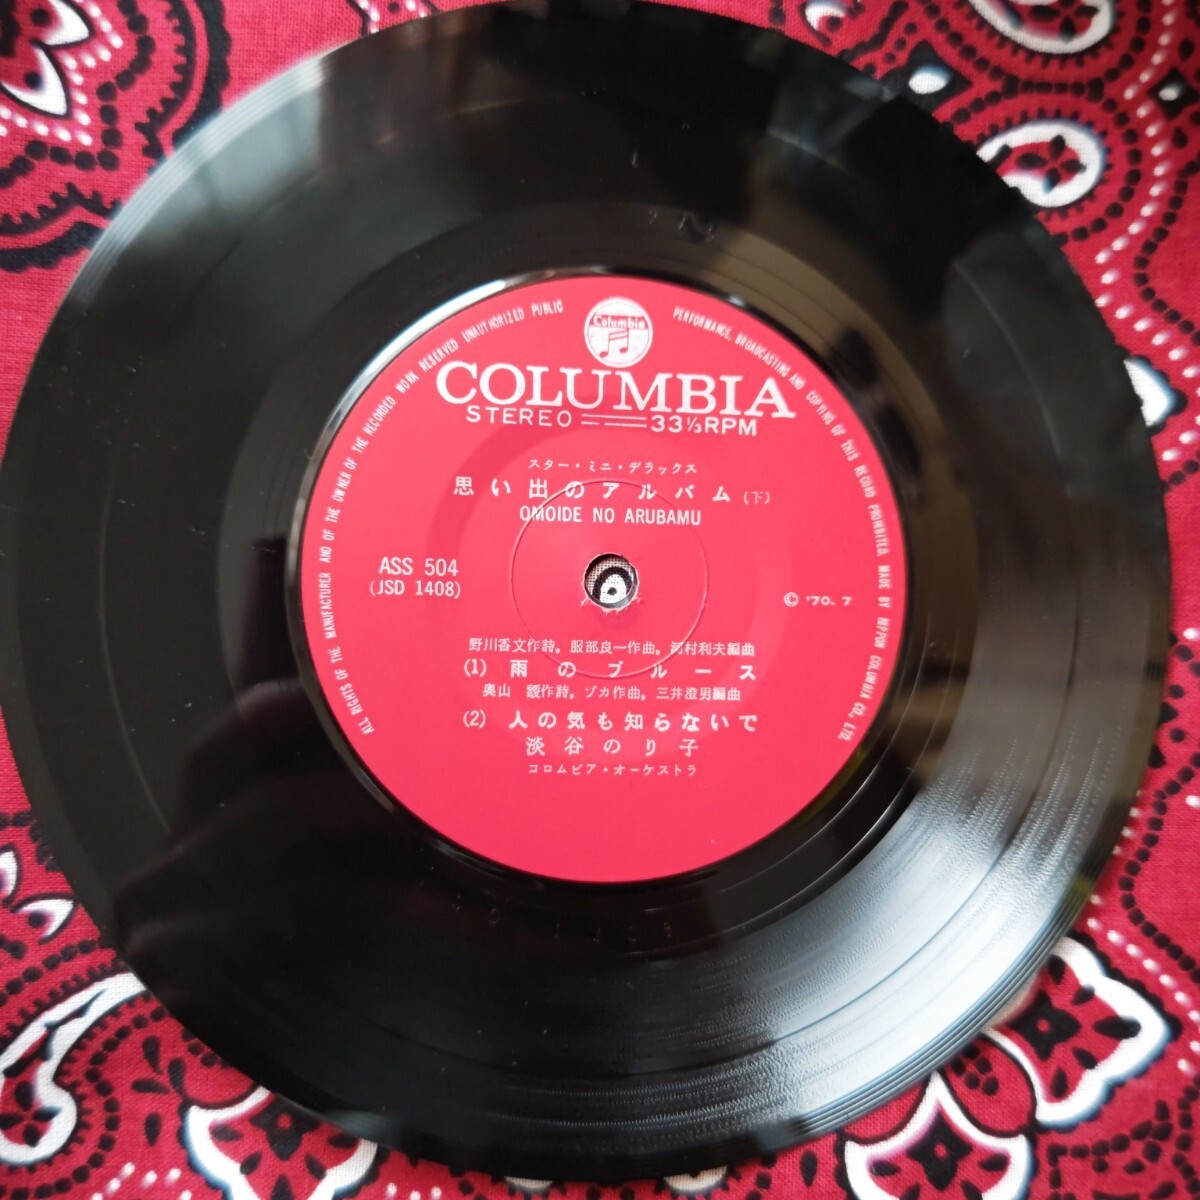 Columbia
COLUMBIA
STEREO 33⅓RPM
スター・ミニ・デラックス
思い出のアルバム(下)
OMOIDE NO ARUBAMU
ASS 504
(JSD 1408)
© '70. 7
野川香文作詩。服部良一作曲。河村利夫編曲
(1) 雨のブルース
奥山 靉作詩。ゾカ作曲。三井澄男編曲
(2) 人の気も知らないで
淡谷のり子
コロムビア・オーケストラ
ALL RIGHTS OF THE MANUFACTURER AND OF THE OWNER OF THE RECORDED WORK RESERVED UNAUTHORIZED PUBLIC PERFORMANCE, BROADCASTING AND COPYING OF THIS RECORD PROHIBITED. MADE BY NIPPON COLUMBIA CO., LTD.